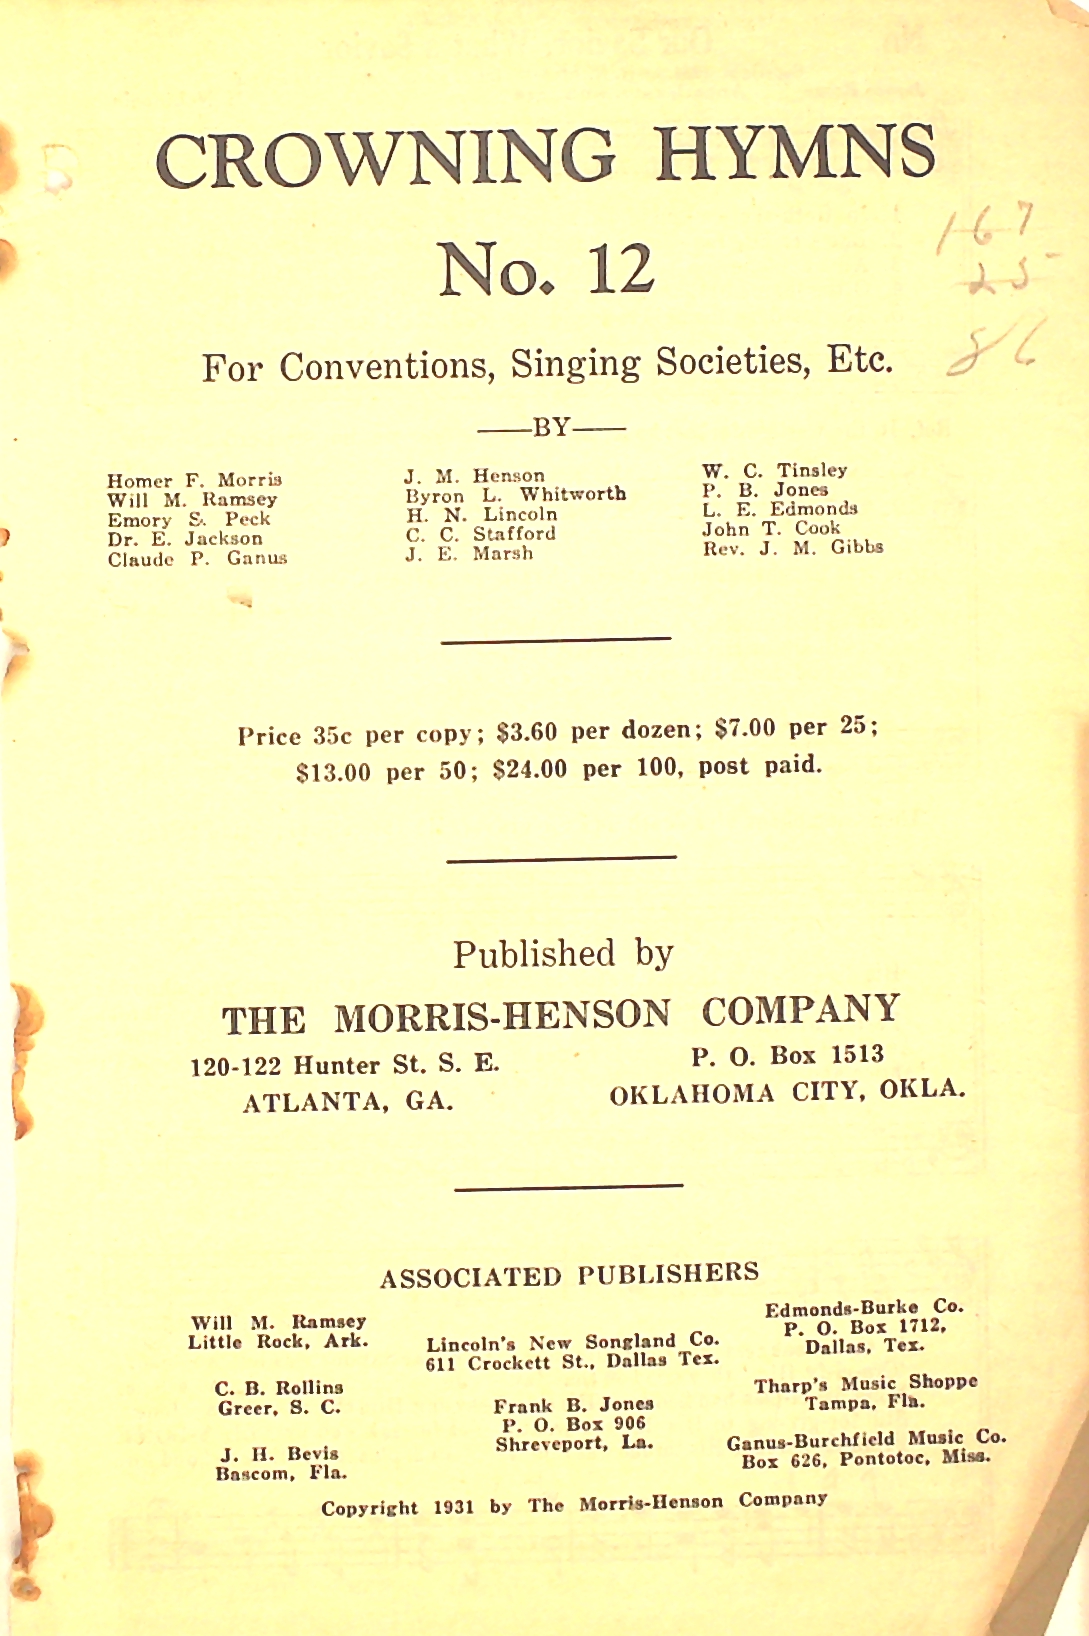 CROWNING HYMNS
No. 12
167
25
86
For Conventions, Singing Societies, Etc.
——BY——
Homer F. Morris
Will M. Ramsey
Emory S. Peck
Dr. E. Jackson
Claude P. Ganus
J. M. Henson
Byron L. Whitworth
H. N. Lincoln
C. C. Stafford
J. E. Marsh
W. C. Tinsley
P. B. Jones
L. E. Edmonds
John T. Cook
Rev. J. M. Gibbs
Price 35c per copy; $3.60 per dozen; $7.00 per 25;
$13.00 per 50; $24.00 per 100, post paid.
Published by
THE MORRIS-HENSON COMPANY
120-122 Hunter St. S. E.
ATLANTA, GA.
P. O. Box 1513
OKLAHOMA CITY, OKLA.
ASSOCIATED PUBLISHERS
Will M. Ramsey
Little Rock, Ark.
C. B. Rollins
Greer, S. C.
J. H. Bevis
Bascom, Fla.
Lincoln's New Songland Co.
611 Crockett St., Dallas Tex.
Frank B. Jones
P. O. Box 906
Shreveport, La.
Edmonds-Burke Co.
P. O. Box 1712,
Dallas, Tex.
Tharp's Music Shoppe
Tampa, Fla.
Ganus-Burchfield Music Co.
Box 626, Pontotoc, Miss.
Copyright 1931 by The Morris-Henson Company